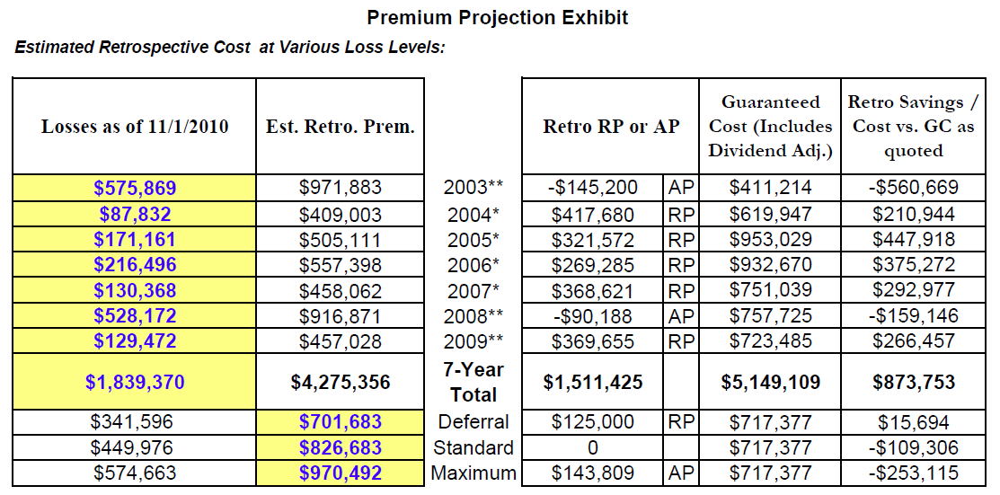 Premium Projection Exhibit
Estimated Retrospective Cost at Various Loss Levels:
Losses as of 11/1/2010 Est. Retro. Prem. Retro RP or AP Guaranteed Cost (Includes Dividend Adj.) Retro Savings / Cost vs. GC as quoted
$575,869 $971,883 2003** -$145,200 AP $411,214 -$560,669
$87,832 $409,003 2004* $417,680 RP $619,947 $210,944
$171,161 $505,111 2005* $321,572 RP $953,029 $447,918
$216,496 $557,398 2006* $269,285 RP $932,670 $375,272
$130,368 $458,062 2007* $368,621 RP $751,039 $292,977
$528,172 $916,871 2008** -$90,188 AP $757,725 -$159,146
$129,472 $457,028 2009** $369,655 RP $723,485 $266,457
$1,839,370 $4,275,356 7-Year Total $1,511,425 $5,149,109 $873,753
$341,596 $701,683 Deferral $125,000 RP $717,377 $15,694
$449,976 $826,683 Standard 0 $717,377 -$109,306
$574,663 $970,492 Maximum $143,809 AP $717,377 -$253,115